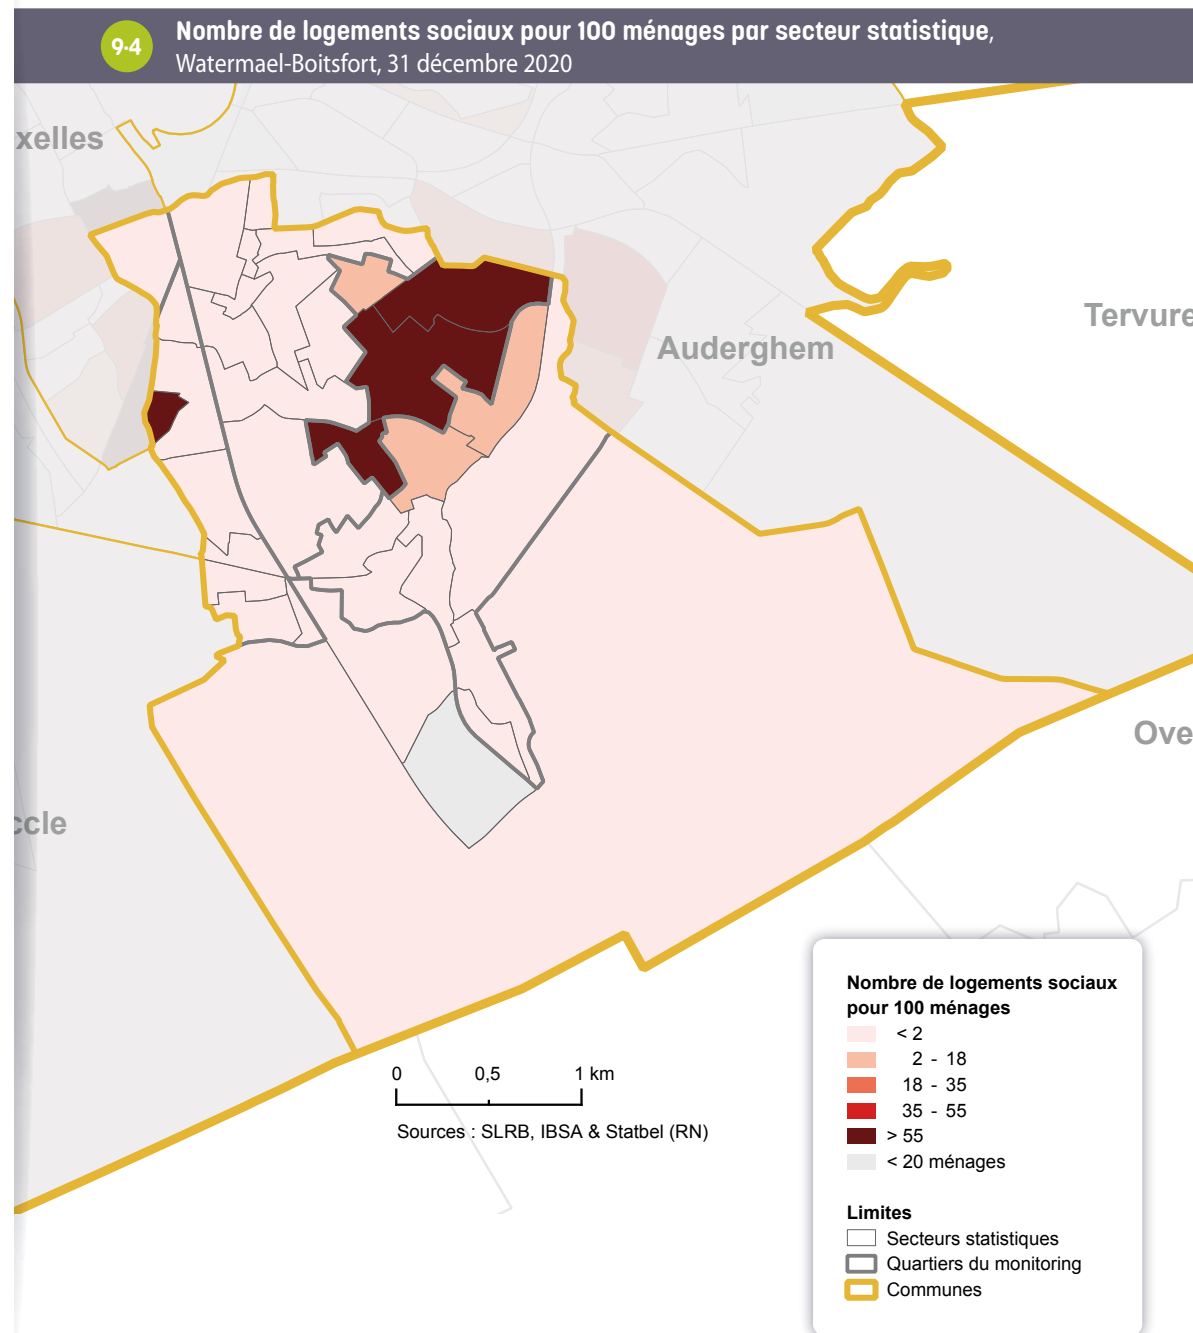 9·4
Nombre de logements sociaux pour 100 ménages par secteur statistique,
Watermael-Boitsfort, 31 décembre 2020
xelles
Tervure
Auderghem
Ove
ccle
Nombre de logements sociaux
pour 100 ménages
< 2
2 - 18
18 - 35
35 - 55
> 55
< 20 ménages
0 0,5 1 km
Sources : SLRB, IBSA & Statbel (RN)
Limites
Secteurs statistiques
Quartiers du monitoring
Communes